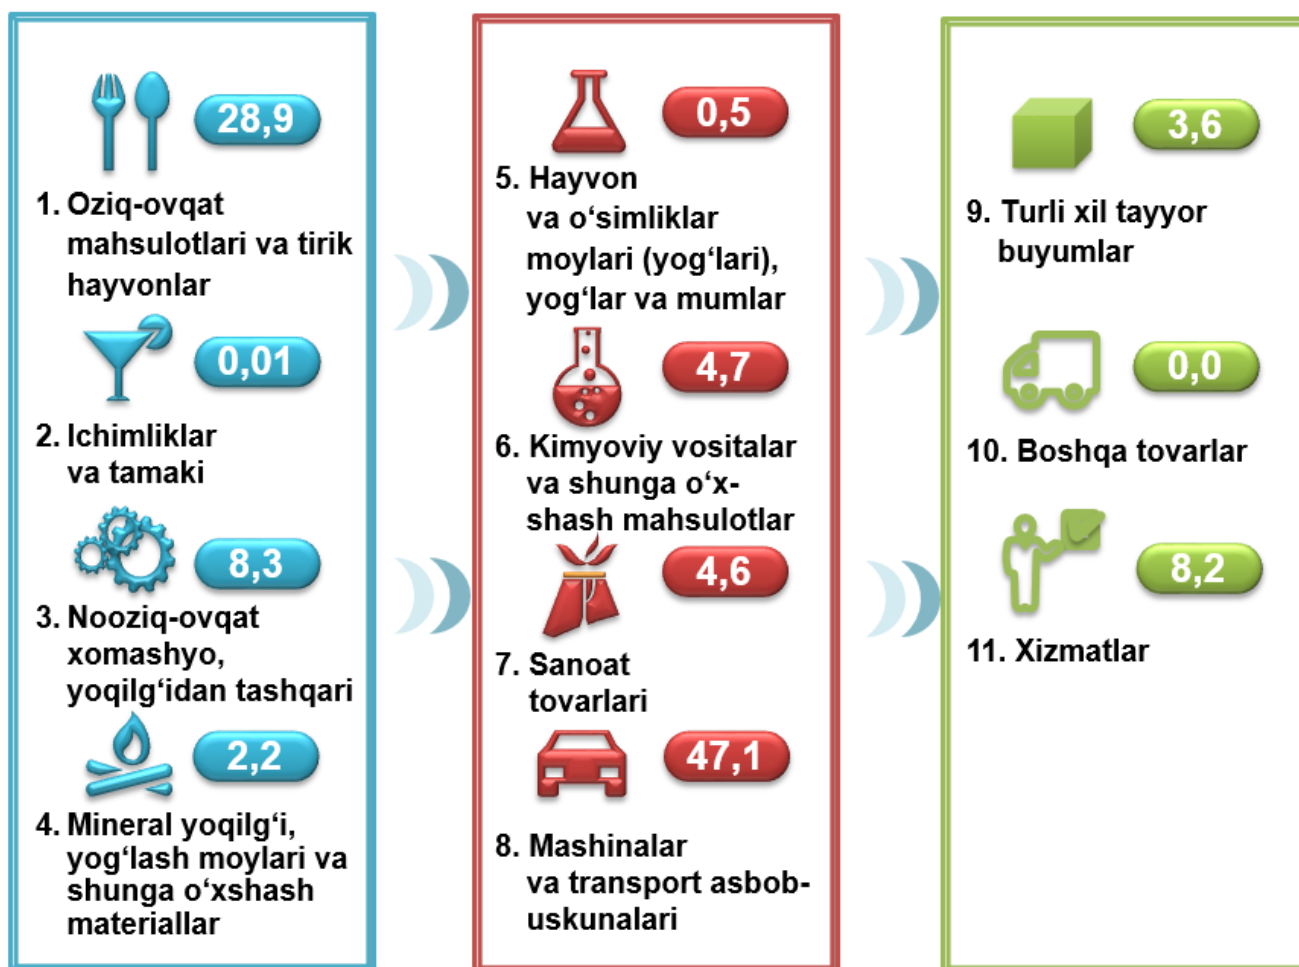 28,9
1. Oziq-ovqat
mahsulotlari va tirik
hayvonlar
0,01
2. Ichimliklar
va tamaki
8,3
3. Nooziq-ovqat
xomashyo,
yoqilg‘idan tashqari
2,2
4. Mineral yoqilg‘i,
yog‘lash moylari va
shunga o‘xshash
materiallar
0,5
5. Hayvon
va o‘simliklar
moylari (yog‘lari),
yog‘lar va mumlar
4,7
6. Kimyoviy vositalar
va shunga o‘x-
shash mahsulotlar
4,6
7. Sanoat
tovarlari
47,1
8. Mashinalar
va transport asbob-
uskunalari
3,6
9. Turli xil tayyor
buyumlar
0,0
10. Boshqa tovarlar
8,2
11. Xizmatlar